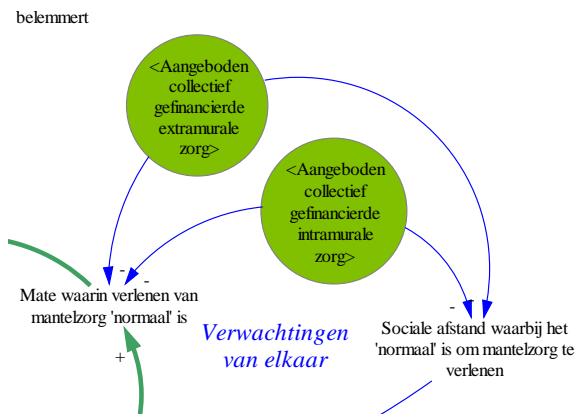 belemmert
<Aangeboden
collectief
gefinancierde
extramurale
zorg>
<Aangeboden
collectief
gefinancierde
intramurale
zorg>
-
-
Mate waarin verlenen van
mantelzorg 'normaal' is
+
Verwachtingen
van elkaar
-
-
Sociale afstand waarbij het
'normaal' is om mantelzorg te
verlenen